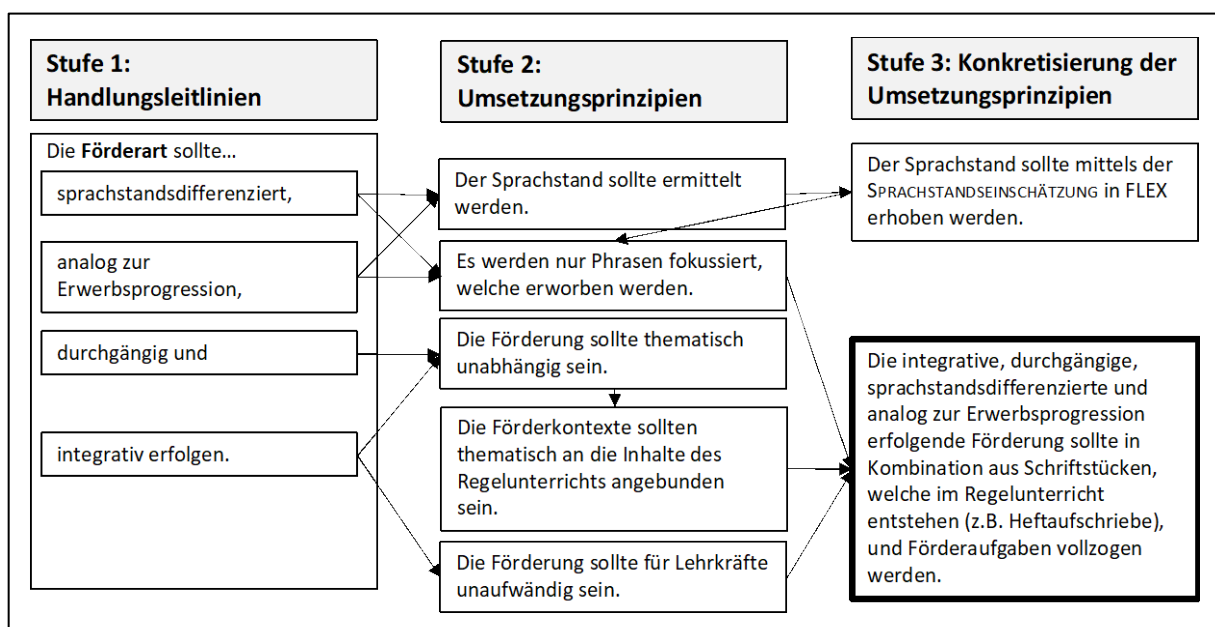 Stufe 1:
Handlungsleitlinien
Die Förderart sollte...
sprachstandsdifferenziert,
analog zur
Erwerbsprogression,
durchgängig und
integrativ erfolgen.
Stufe 2:
Umsetzungsprinzipien
Der Sprachstand sollte ermittelt
werden.
Es werden nur Phrasen fokussiert,
welche erworben werden.
Die Förderung sollte thematisch
unabhängig sein.
Die Förderkontexte sollten
thematisch an die Inhalte des
Regelunterrichts angebunden
sein.
Die Förderung sollte für Lehrkräfte
unaufwändig sein.
Stufe 3: Konkretisierung der
Umsetzungsprinzipien
Der Sprachstand sollte mittels der
SPRACHSTANDSEINSCHÄTZUNG in FLEX
erhoben werden.
Die integrative, durchgängige,
sprachstandsdifferenzierte und
analog zur Erwerbsprogression
erfolgende Förderung sollte in
Kombination aus Schriftstücken,
welche im Regelunterricht
entstehen (z.B. Heftaufschriebe),
und Förderaufgaben vollzogen
werden.